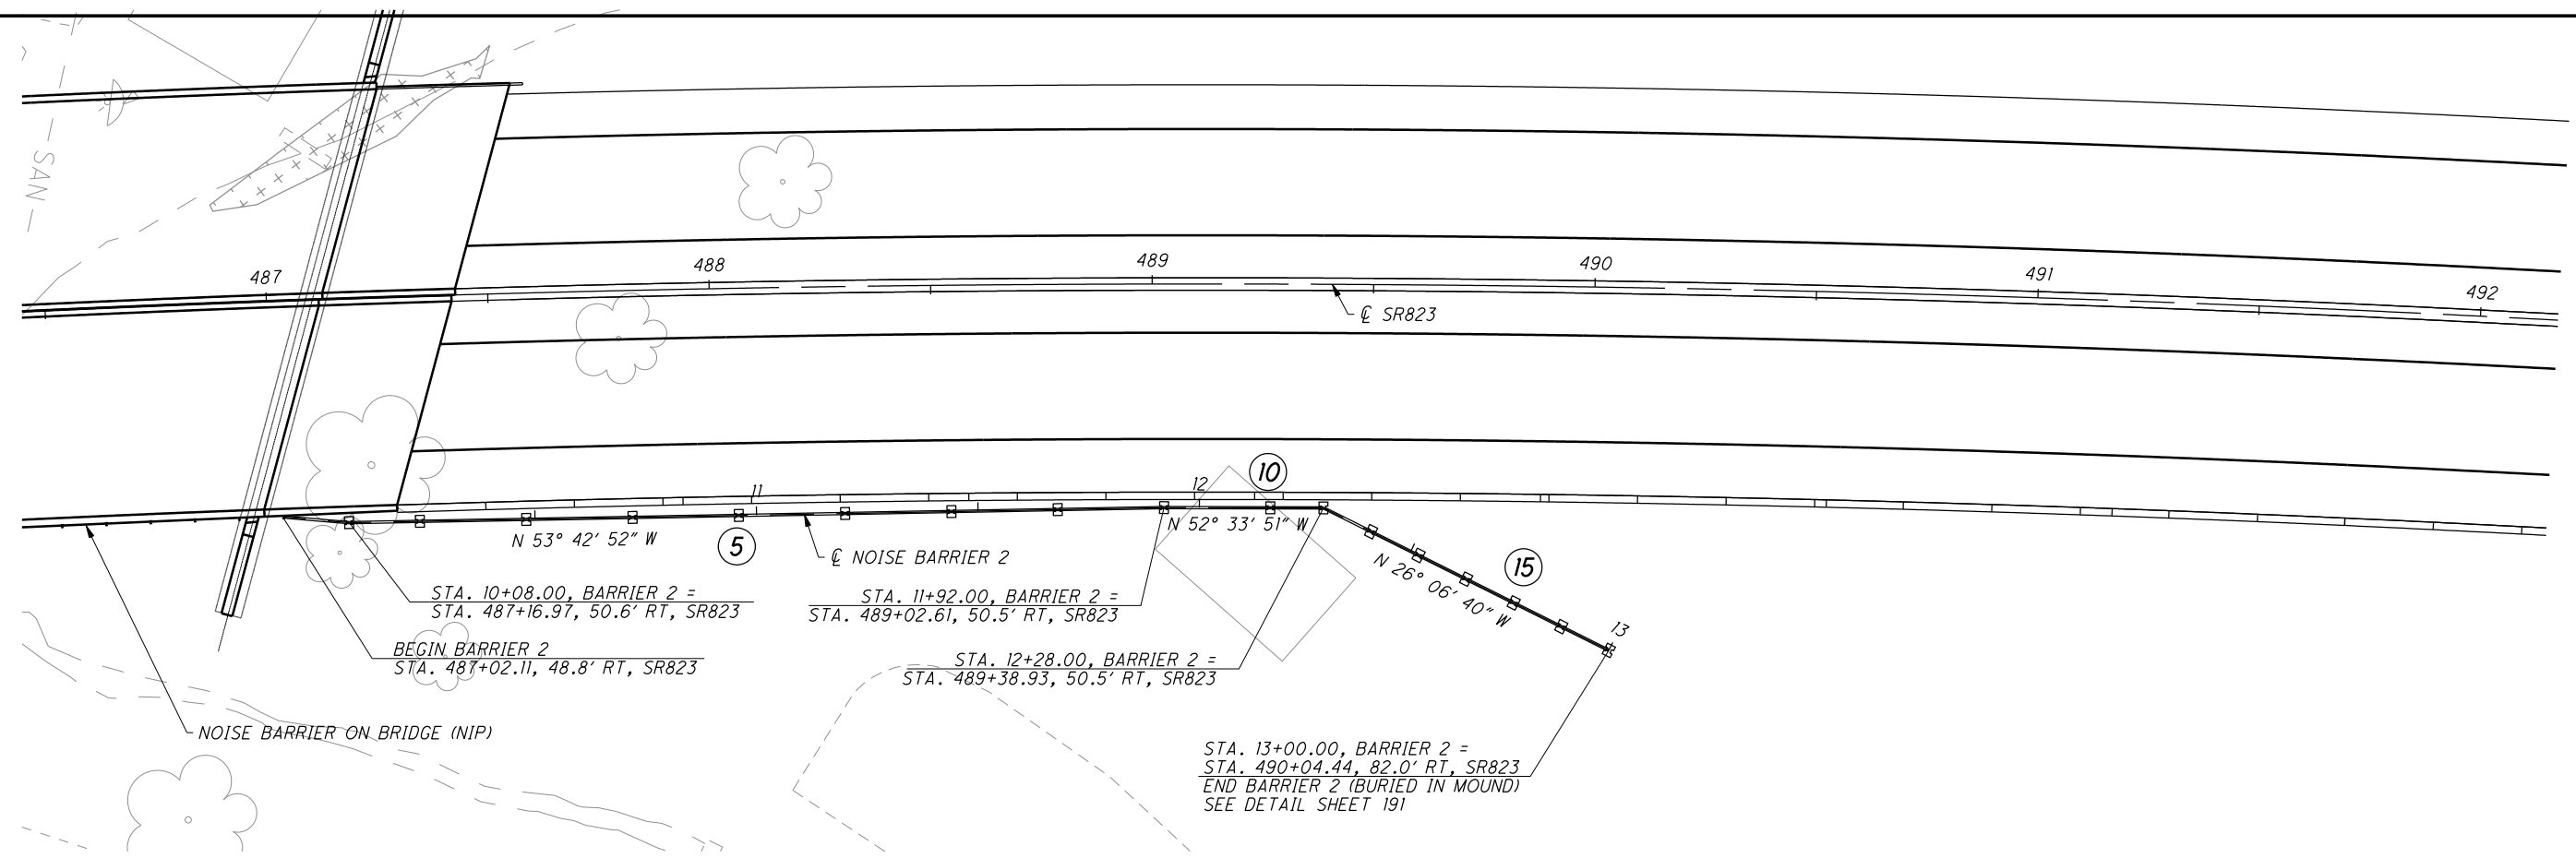 SAN
487
488
489
490
491
492
℄ SR823
10
11
12
N 53° 42' 52" W
5
N 52° 33' 51" W
15
℄ NOISE BARRIER 2
N 26° 06' 40" W
13
STA. 10+08.00, BARRIER 2 =
STA. 487+16.97, 50.6' RT, SR823
STA. 11+92.00, BARRIER 2 =
STA. 489+02.61, 50.5' RT, SR823
BEGIN BARRIER 2
STA. 487+02.11, 48.8' RT, SR823
STA. 12+28.00, BARRIER 2 =
STA. 489+38.93, 50.5' RT, SR823
NOISE BARRIER ON BRIDGE (NIP)
STA. 13+00.00, BARRIER 2 =
STA. 490+04.44, 82.0' RT, SR823
END BARRIER 2 (BURIED IN MOUND)
SEE DETAIL SHEET 191